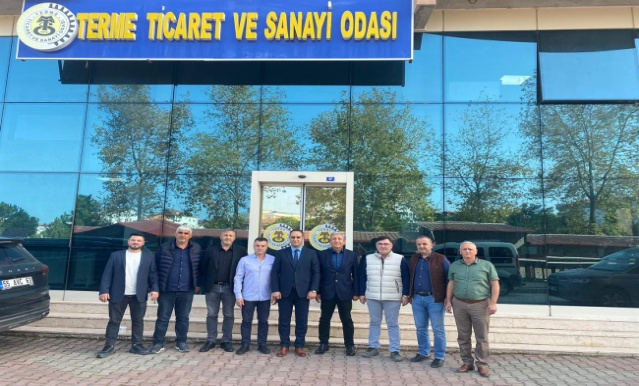 TERME TİCARET VE SANAYİ ODASI